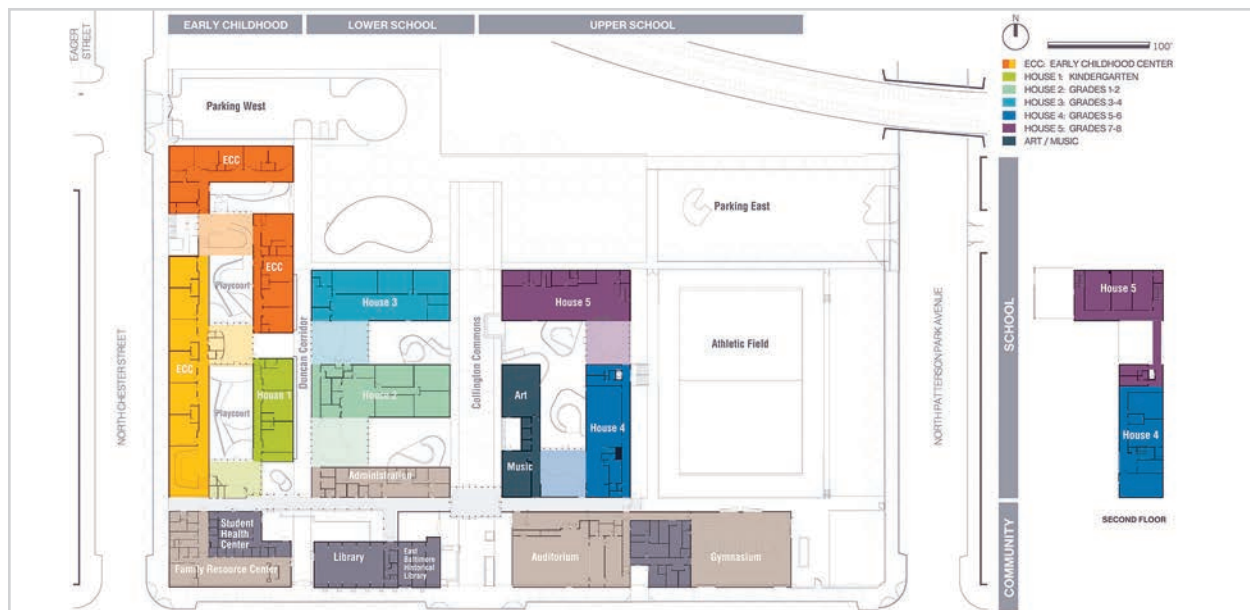 EARLY CHILDHOOD
LOWER SCHOOL
UPPER SCHOOL
EAGER
STREET
N
100'
ECC: EARLY CHILDHOOD CENTER
HOUSE 1: KINDERGARTEN
HOUSE 2: GRADES 1-2
HOUSE 3: GRADES 3-4
HOUSE 4: GRADES 5-6
HOUSE 5: GRADES 7-8
ART / MUSIC
Parking West
ECC
Parking East
ECC
Playcourt
House 3
House 5
House 5
Duncan Corridor
Collington Commons
Athletic Field
SCHOOL
NORTH CHESTER STREET
NORTH PATTERSON PARK AVENUE
ECC
Playcourt
House 1
House 2
Art
House 4
House 4
Music
Administration
SECOND FLOOR
Student
Health
Center
Family Resource Center
Library
East
Baltimore
Historical
Library
Auditorium
Gymnasium
COMMUNITY